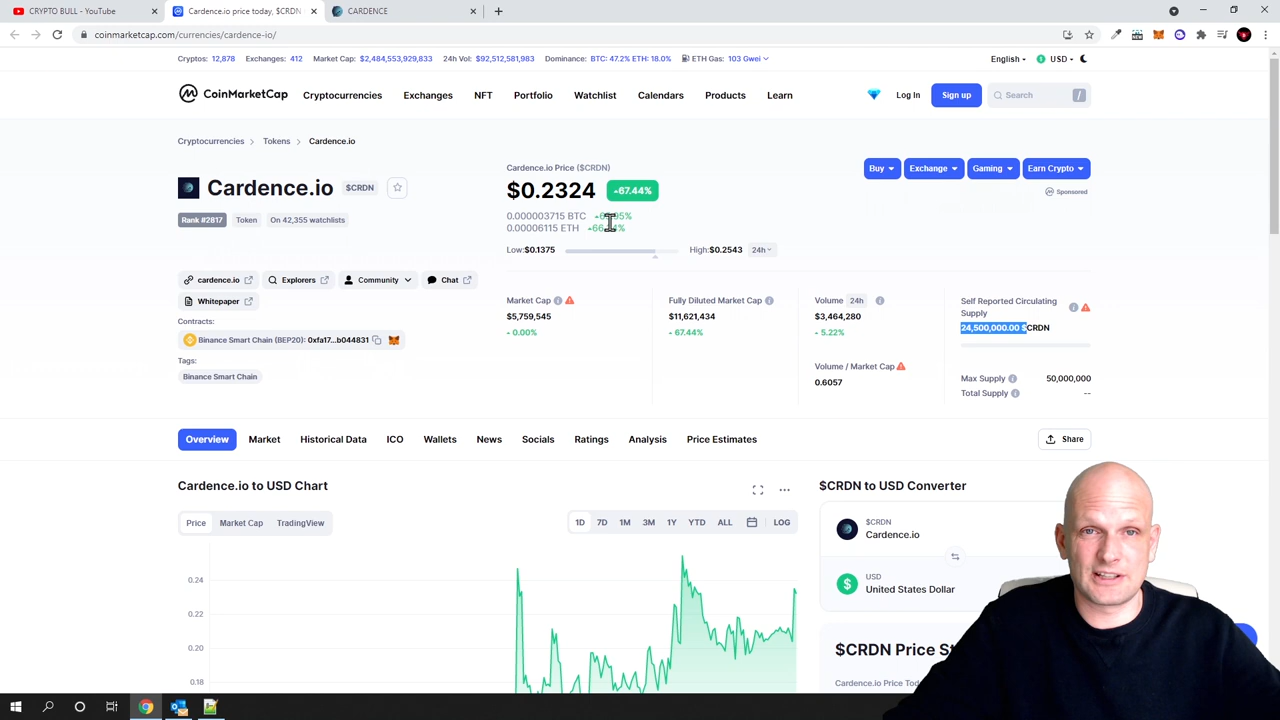 CRYPTO BULL - YouTube
Cardence.io price today, $CRDN
CARDENCE
coinmarketcap.com/currencies/cardence-io/
Cryptos: 12,878 Exchanges: 412 Market Cap: $2,484,553,929,833 24h Vol: $92,512,581,983 Dominance: BTC: 47.2% ETH: 18.0% ETH Gas: 103 Gwei
English
USD
CoinMarketCap
Cryptocurrencies Exchanges NFT Portfolio Watchlist Calendars Products Learn
Log In
Sign up
Search /
Cryptocurrencies Tokens Cardence.io
Cardence.io $CRDN
Rank #2817 Token On 42,355 watchlists
cardence.io Explorers Community Chat
Whitepaper
Contracts:
Binance Smart Chain (BEP20): 0xfa17...b044831
Tags:
Binance Smart Chain
Cardence.io Price ($CRDN)
$0.2324 67.44%
0.000003715 BTC
0.00006115 ETH
Low: $0.1375 High: $0.2543 24h
Buy Exchange Gaming Earn Crypto
Sponsored
Market Cap
$5,759,545
0.00%
Fully Diluted Market Cap
$11,621,434
67.44%
Volume 24h
$3,464,280
5.22%
Volume / Market Cap
0.6057
Self Reported Circulating
Supply
24,500,000.00 $CRDN
Max Supply 50,000,000
Total Supply --
Overview Market Historical Data ICO Wallets News Socials Ratings Analysis Price Estimates
Share
Cardence.io to USD Chart
Price Market Cap TradingView
1D 7D 1M 3M 1Y YTD ALL LOG
0.24
0.22
0.20
0.18
$CRDN to USD Converter
$CRDN
Cardence.io
USD
United States Dollar
$CRDN Price
Cardence.io Price